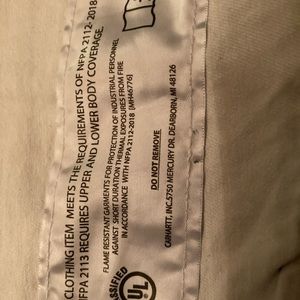 CLOTHING ITEM MEETS THE REQUIREMENTS OF NFPA 2112-2018.
NFPA 2113 REQUIRES UPPER AND LOWER BODY COVERAGE.
FLAME RESISTANT GARMENTS FOR PROTECTION OF INDUSTRIAL PERSONNEL
AGAINST SHORT DURATION THERMAL EXPOSURES FROM FIRE
IN ACCORDANCE WITH NFPA 2112-2018 [MH46776]
DO NOT REMOVE
CARHARTT, INC.5750 MERCURY DR. DEARBORN, MI 48126
CLASSIFIED
UL